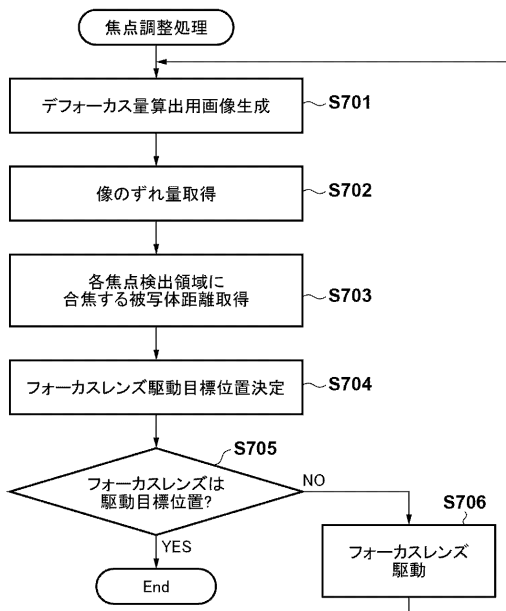 焦点調整処理
デフォーカス量算出用画像生成
S701
像のずれ量取得
S702
各焦点検出領域に
合焦する被写体距離取得
S703
フォーカスレンズ駆動目標位置決定
S704
S705
フォーカスレンズは
駆動目標位置?
NO
YES
S706
フォーカスレンズ
駆動
End